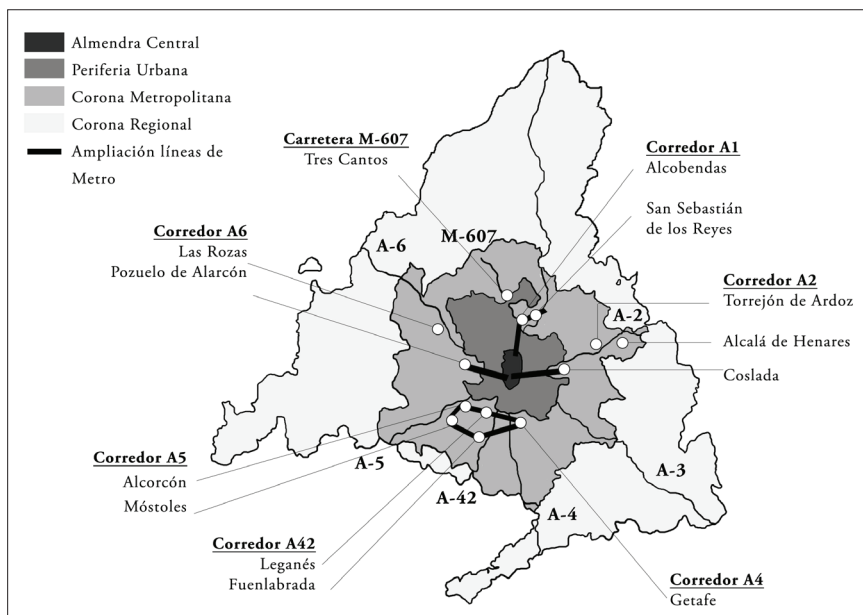 Almendra Central
Periferia Urbana
Corona Metropolitana
Corona Regional
Ampliación líneas de
Metro
Carretera M-607
Tres Cantos
Corredor A1
Alcobendas
San Sebastián
de los Reyes
Corredor A6
Las Rozas
Pozuelo de Alarcón
A-6
M-607
Corredor A2
Torrejón de Ardoz
A-2
Alcalá de Henares
Coslada
Corredor A5
Alcorcón
Móstoles
A-5
A-42
A-4
A-3
Corredor A42
Leganés
Fuenlabrada
Corredor A4
Getafe